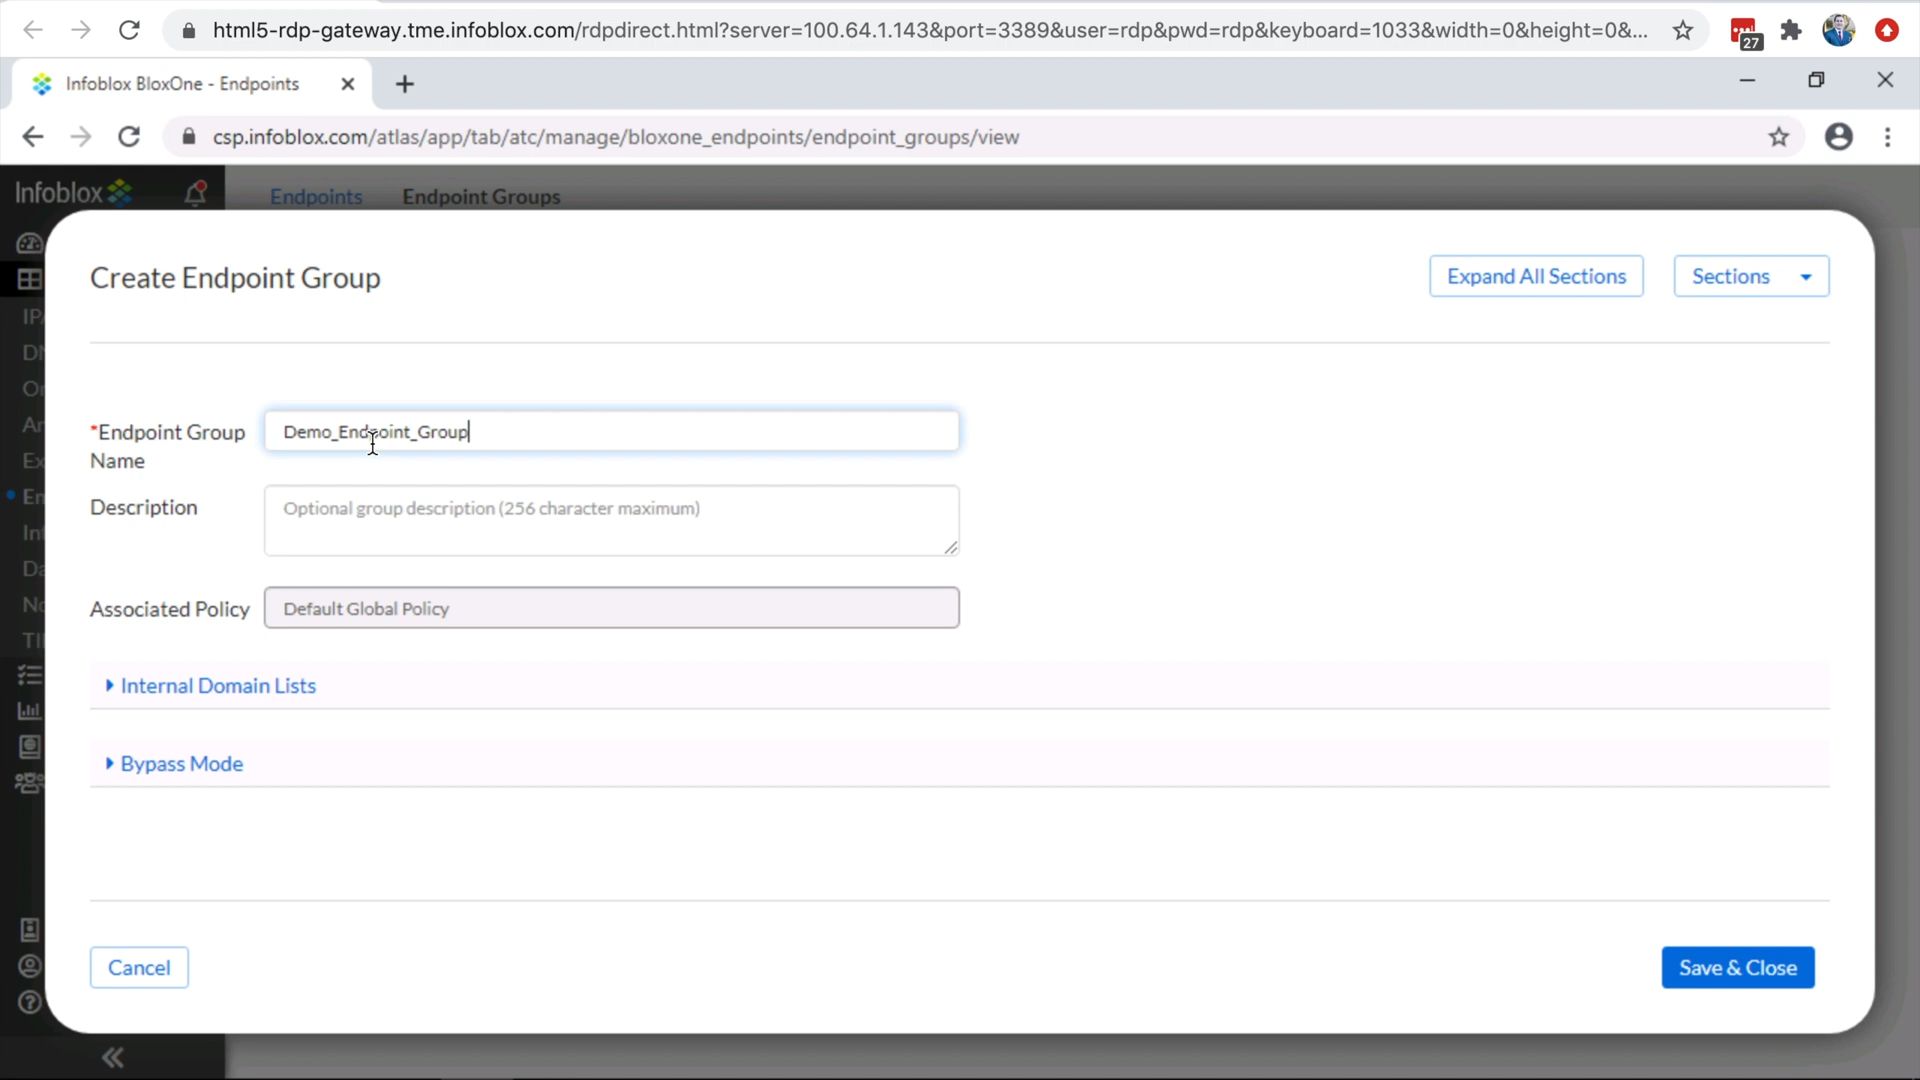 html5-rdp-gateway.tme.infoblox.com/rdpdirect.html?server=100.64.1.143&port=3389&user=rdp&pwd=rdp&keyboard=1033&width=0&height=0&...
27
Infoblox BloxOne - Endpoints
csp.infoblox.com/atlas/app/tab/atc/manage/bloxone_endpoints/endpoint_groups/view
Infoblox
Endpoints
Endpoint Groups
Create Endpoint Group
Expand All Sections
Sections
*Endpoint Group
Name
Demo_Endpoint_Group
Description
Optional group description (256 character maximum)
Associated Policy
Default Global Policy
Internal Domain Lists
Bypass Mode
Cancel
Save & Close